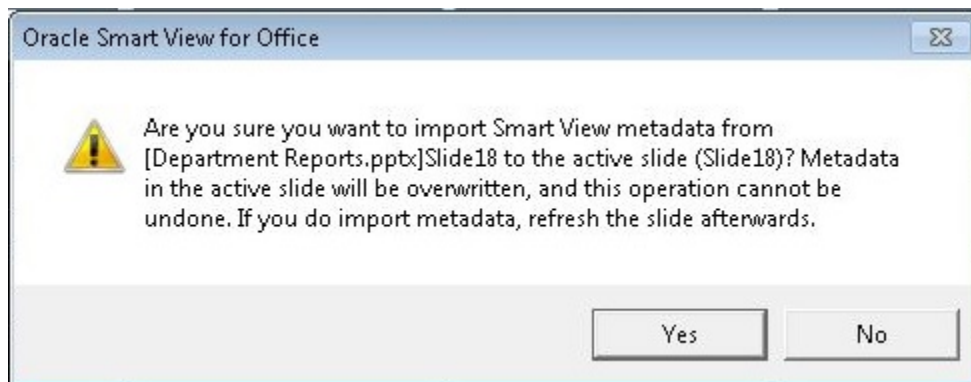 Oracle Smart View for Office
Are you sure you want to import Smart View metadata from
[Department Reports.pptx]Slide18 to the active slide (Slide18)? Metadata
in the active slide will be overwritten, and this operation cannot be
undone. If you do import metadata, refresh the slide afterwards.
Yes No